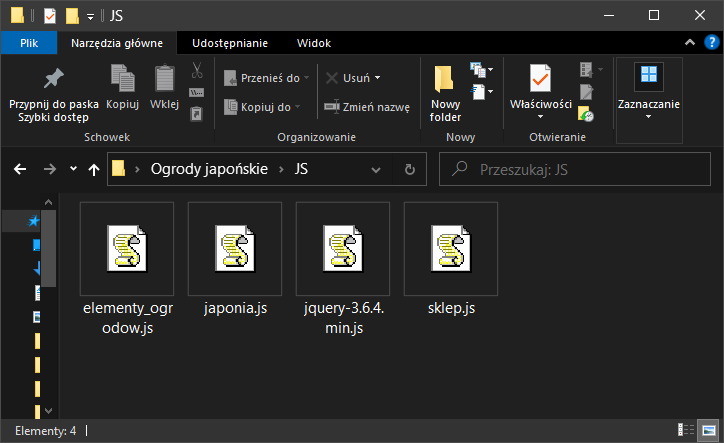 JS
Plik Narzędzia główne Udostępnianie Widok
Przypnij do paska Szybki dostęp
Kopiuj
Wklej
Schowek
Przenieś do
Kopiuj do
Usuń
Zmień nazwę
Organizowanie
Nowy folder
Nowy
Właściwości
Otwieranie
Zaznaczanie
Ogrody japońskie JS
Przeszukaj: JS
elementy_ogrodow.js
japonia.js
jquery-3.6.4.min.js
sklep.js
Elementy: 4